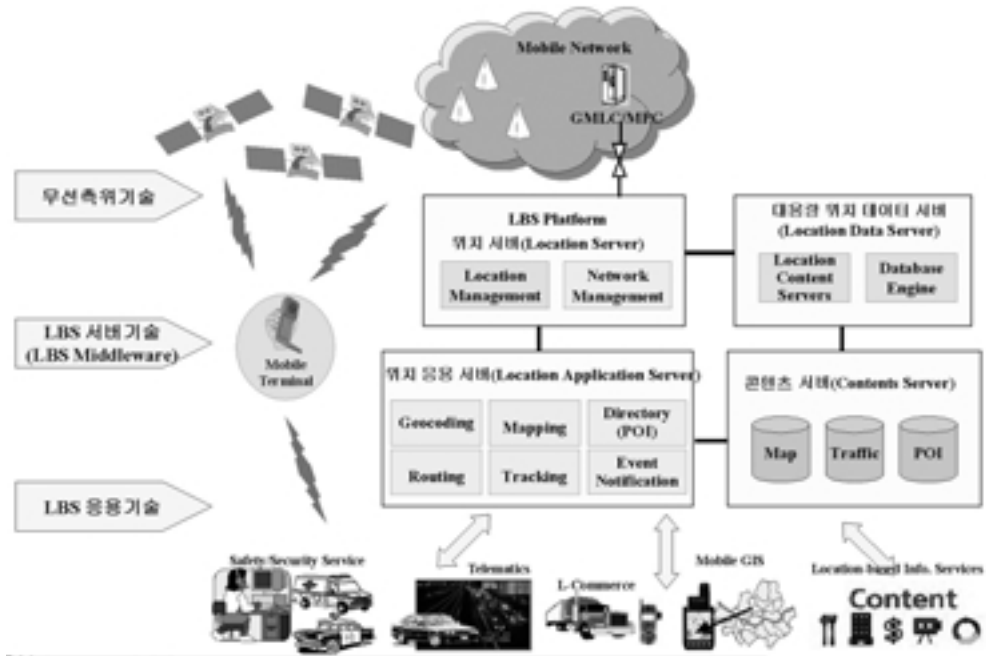 Mobile Network
GMLC/MPC
무선측위기술
LBS 서버기술
(LBS Middleware)
LBS 응용기술
Mobile
Terminal
LBS Platform
위치 서버(Location Server)
Location
Management
Network
Management
대용량 위치 데이터 서버
(Location Data Server)
Location
Content
Servers
Database
Engine
위치 응용 서버(Location Application Server)
Geocoding
Mapping
Directory
(POI)
Routing
Tracking
Event
Notification
콘텐츠 서버(Contents Server)
Map
Traffic
POI
Safety/Security Service
Telematics
L-Commerce
Mobile GIS
Location-based Info. Services
Content